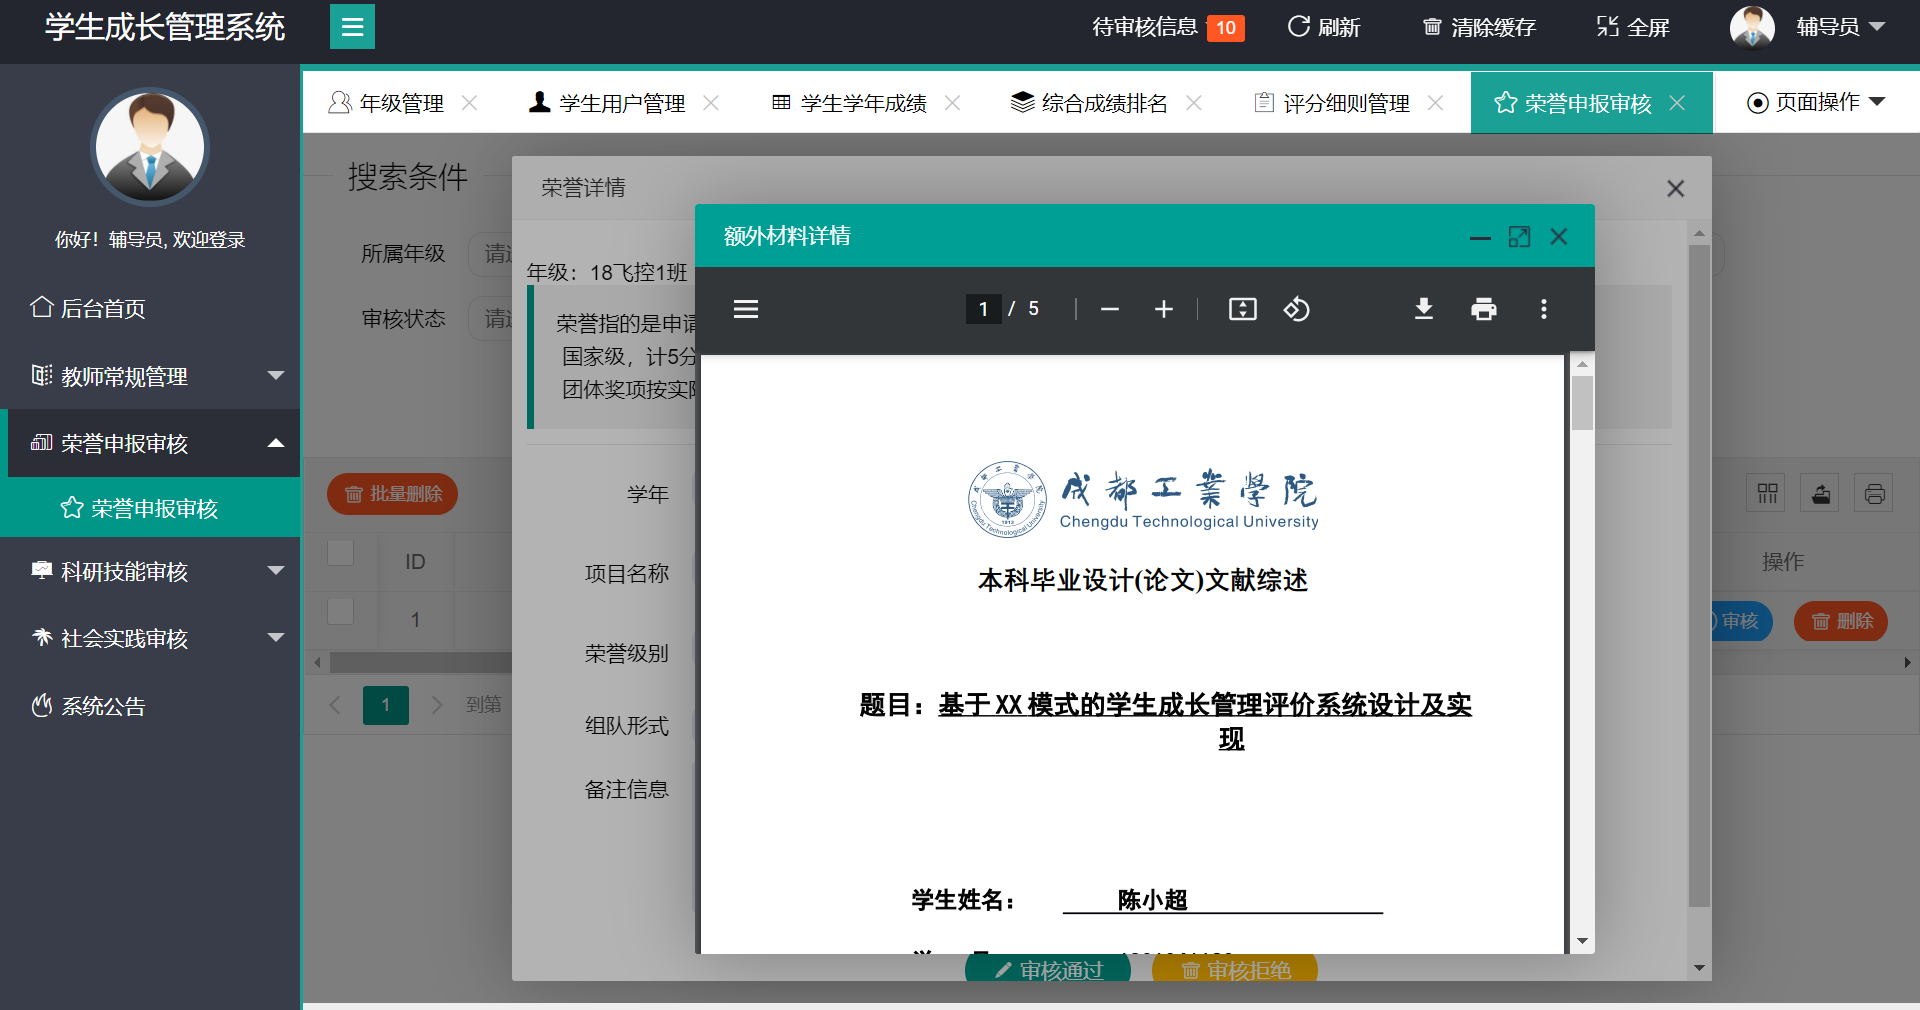 学生成长管理系统
待审核信息 10
刷新
清除缓存
全屏
辅导员
年级管理
学生用户管理
学生学年成绩
综合成绩排名
评分细则管理
荣誉申报审核
页面操作
你好！辅导员, 欢迎登录
后台首页
教师常规管理
荣誉申报审核
荣誉申报审核
科研技能审核
社会实践审核
系统公告
搜索条件
所属年级
审核状态
批量删除
ID
操作
1
审核
删除
1
到第
荣誉详情
年级：18飞控1班
荣誉指的是申请
国家级，计5分
团体奖项按实际
学年
项目名称
荣誉级别
组队形式
备注信息
审核通过
审核拒绝
额外材料详情
1 / 5
成都工業學院
Chengdu Technological University
本科毕业设计(论文)文献综述
题目：基于 XX 模式的学生成长管理评价系统设计及实
现
学生姓名： 陈小超